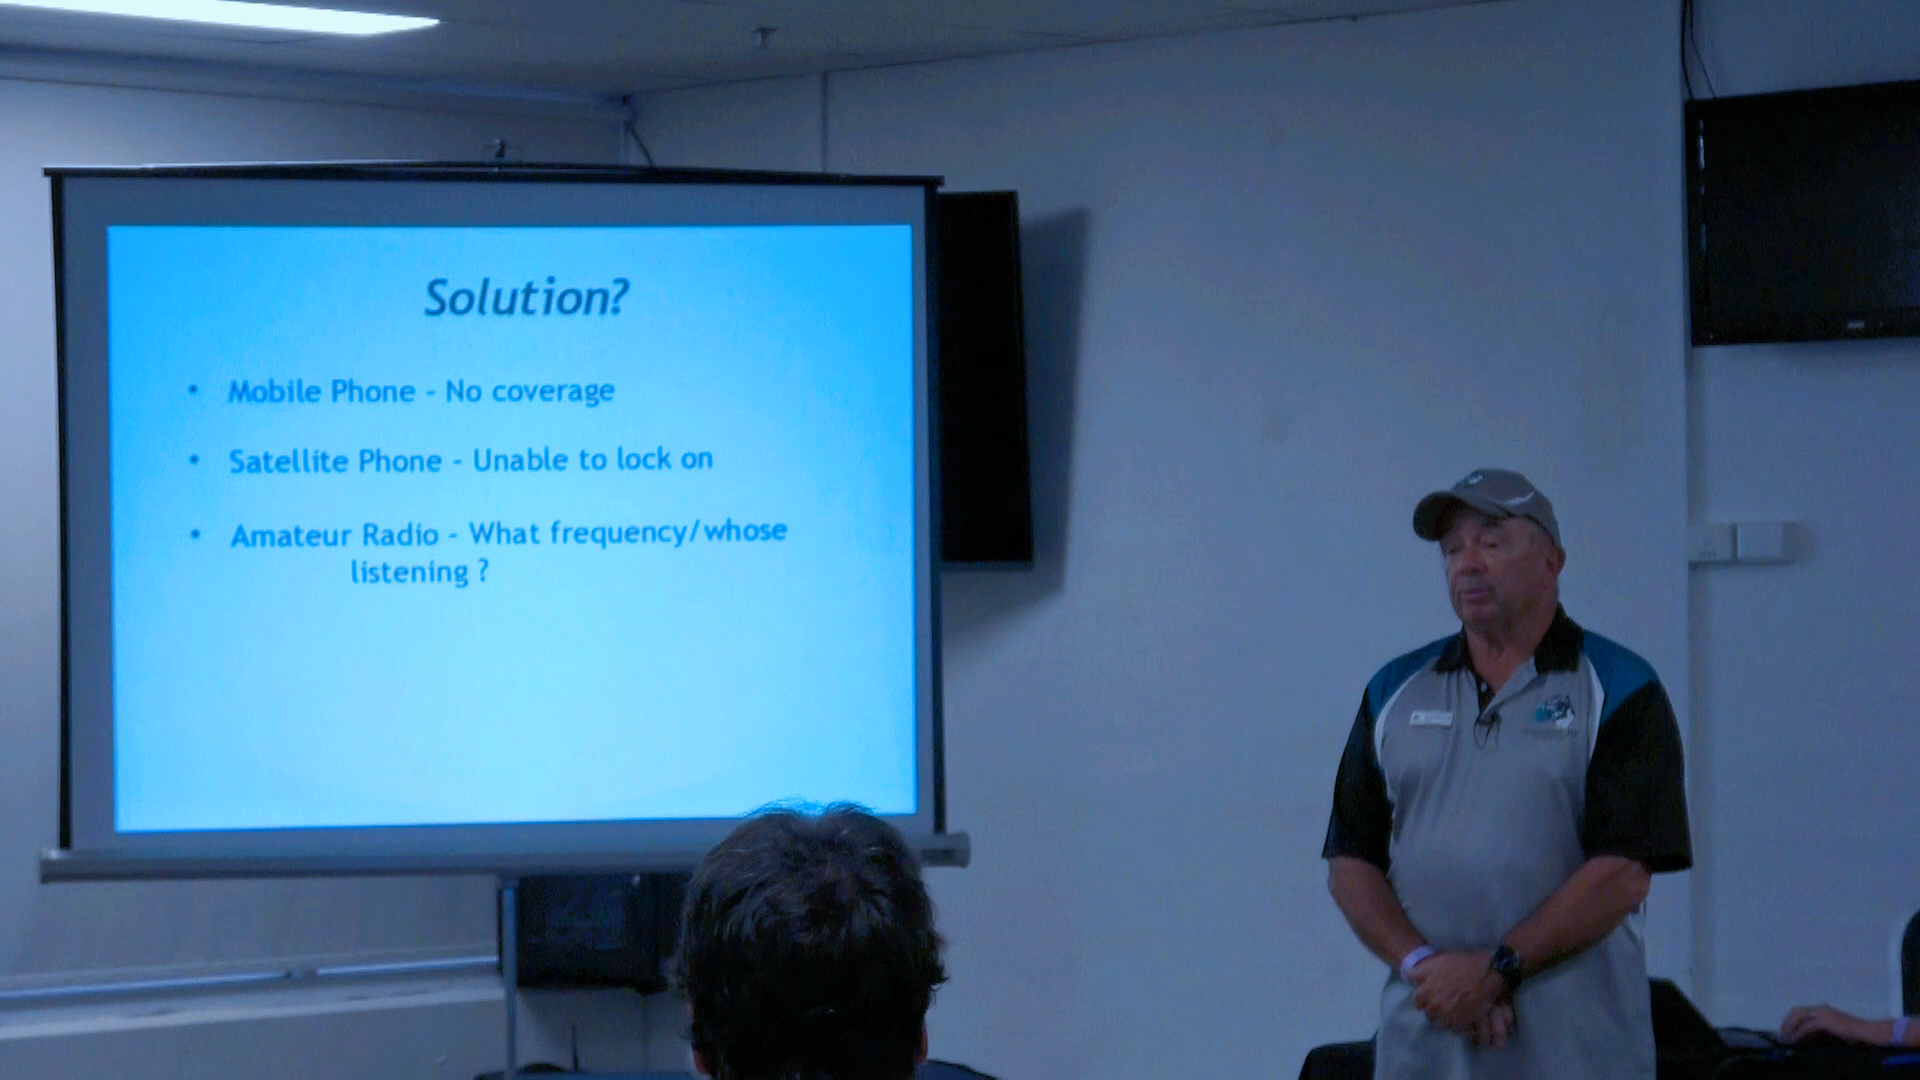 Solution?
• Mobile Phone - No coverage
• Satellite Phone - Unable to lock on
• Amateur Radio - What frequency/whose
listening ?